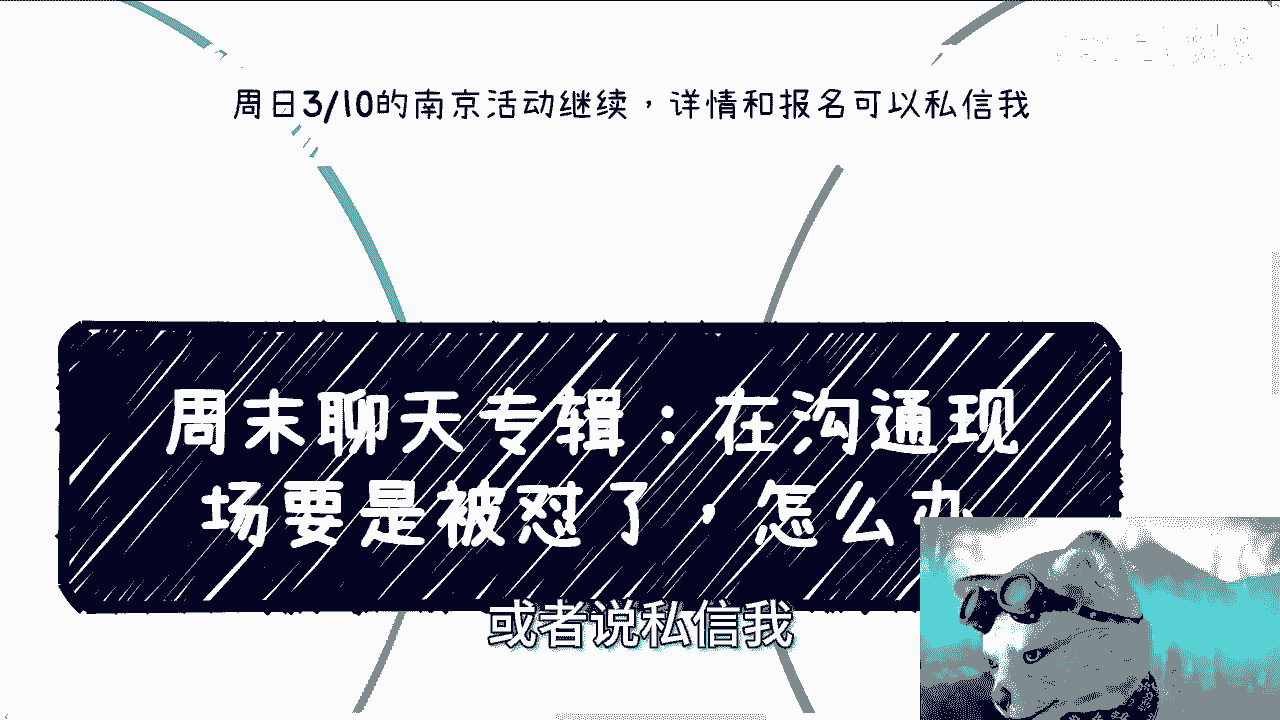 周日3/10的南京活动继续，详情和报名可以私信我
周末聊天专辑：在沟通现
场要是被怼了，怎么办
或者说私信我